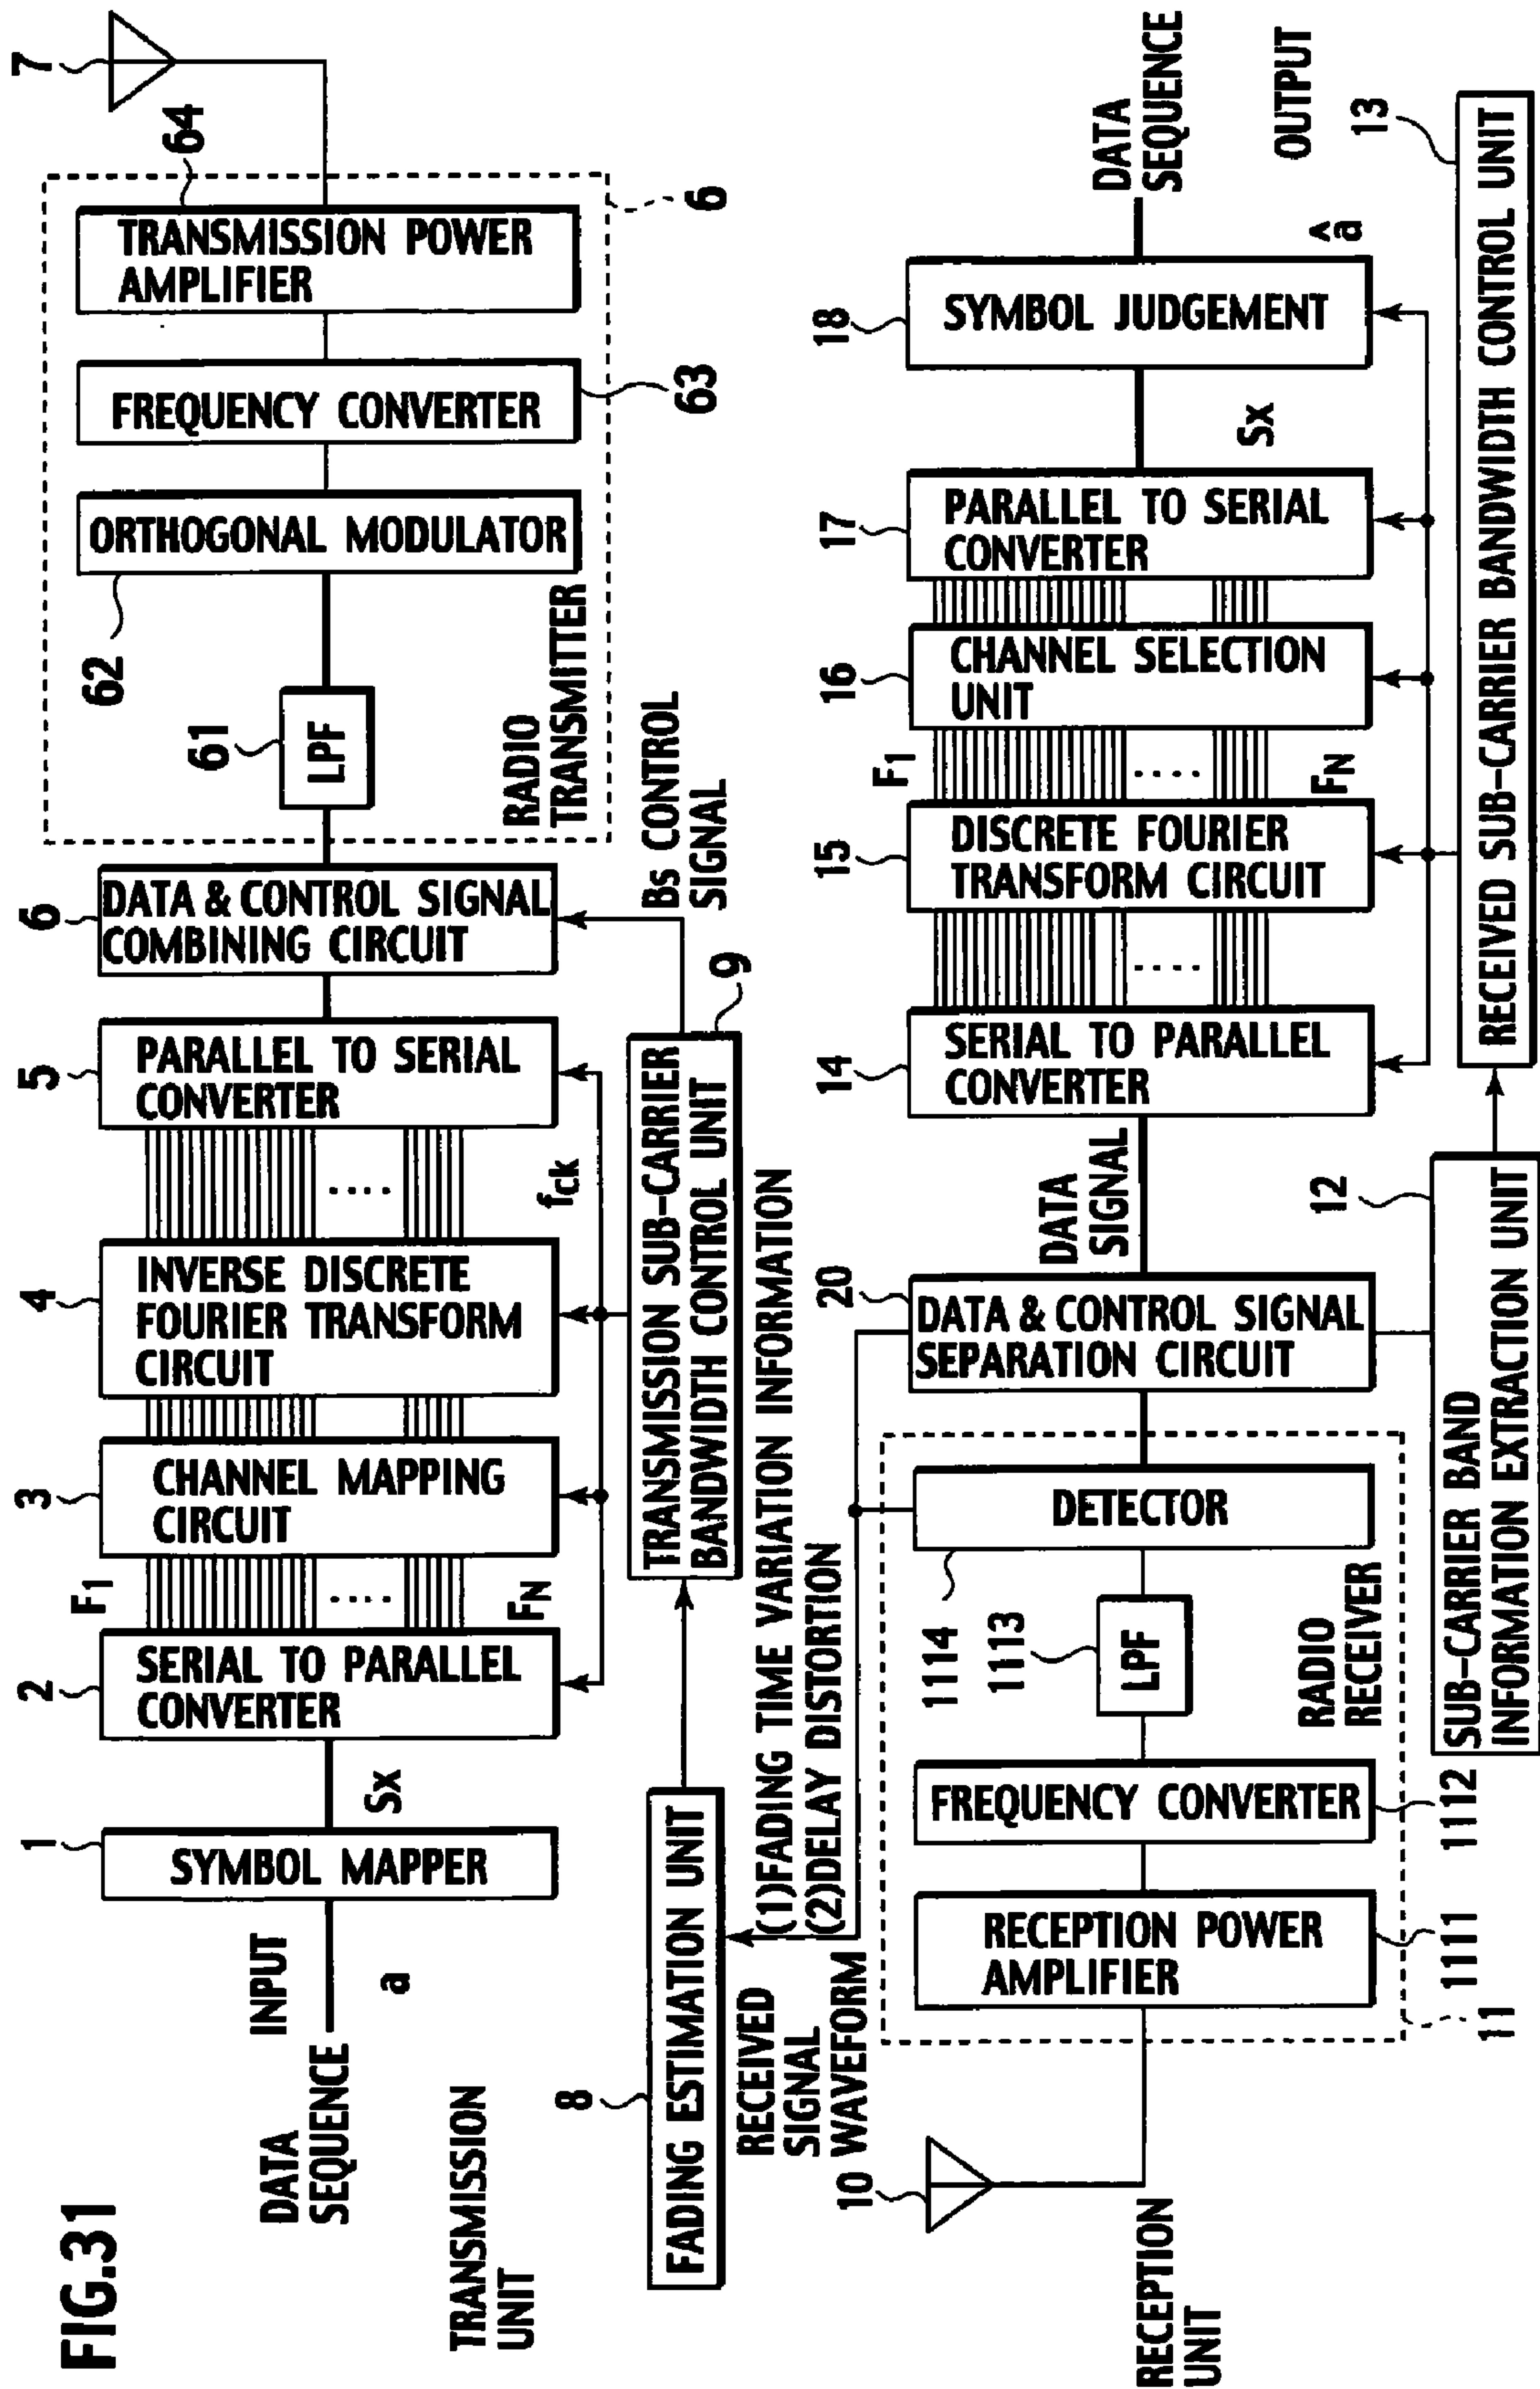 FIG.31
TRANSMISSION
UNIT
DATA
SEQUENCE
INPUT
a
1
SYMBOL MAPPER
Sx
2
SERIAL TO PARALLEL
CONVERTER
F1
.....
FN
3
CHANNEL MAPPING
CIRCUIT
4
INVERSE DISCRETE
FOURIER TRANSFORM
CIRCUIT
.....
fck
5
PARALLEL TO SERIAL
CONVERTER
6
DATA & CONTROL SIGNAL
COMBINING CIRCUIT
Bs CONTROL
SIGNAL
61
LPF
RADIO
TRANSMITTER
62
ORTHOGONAL MODULATOR
FREQUENCY CONVERTER
63
64
TRANSMISSION POWER
AMPLIFIER
6
7
8
FADING ESTIMATION UNIT
9
TRANSMISSION SUB-CARRIER
BANDWIDTH CONTROL UNIT
(1)FADING TIME VARIATION INFORMATION
(2)DELAY DISTORTION
RECEIVED
SIGNAL
WAVEFORM
RECEPTION
UNIT
10
RECEPTION POWER
AMPLIFIER
1111
FREQUENCY CONVERTER
1112
1113
LPF
1114
DETECTOR
RADIO
RECEIVER
11
20
DATA & CONTROL SIGNAL
SEPARATION CIRCUIT
DATA
SIGNAL
12
SUB-CARRIER BAND
INFORMATION EXTRACTION UNIT
13
RECEIVED SUB-CARRIER BANDWIDTH CONTROL UNIT
14
SERIAL TO PARALLEL
CONVERTER
.....
15
DISCRETE FOURIER
TRANSFORM CIRCUIT
F1
.....
FN
16
CHANNEL SELECTION
UNIT
17
PARALLEL TO SERIAL
CONVERTER
Sx
18
SYMBOL JUDGEMENT
â
DATA
SEQUENCE
OUTPUT